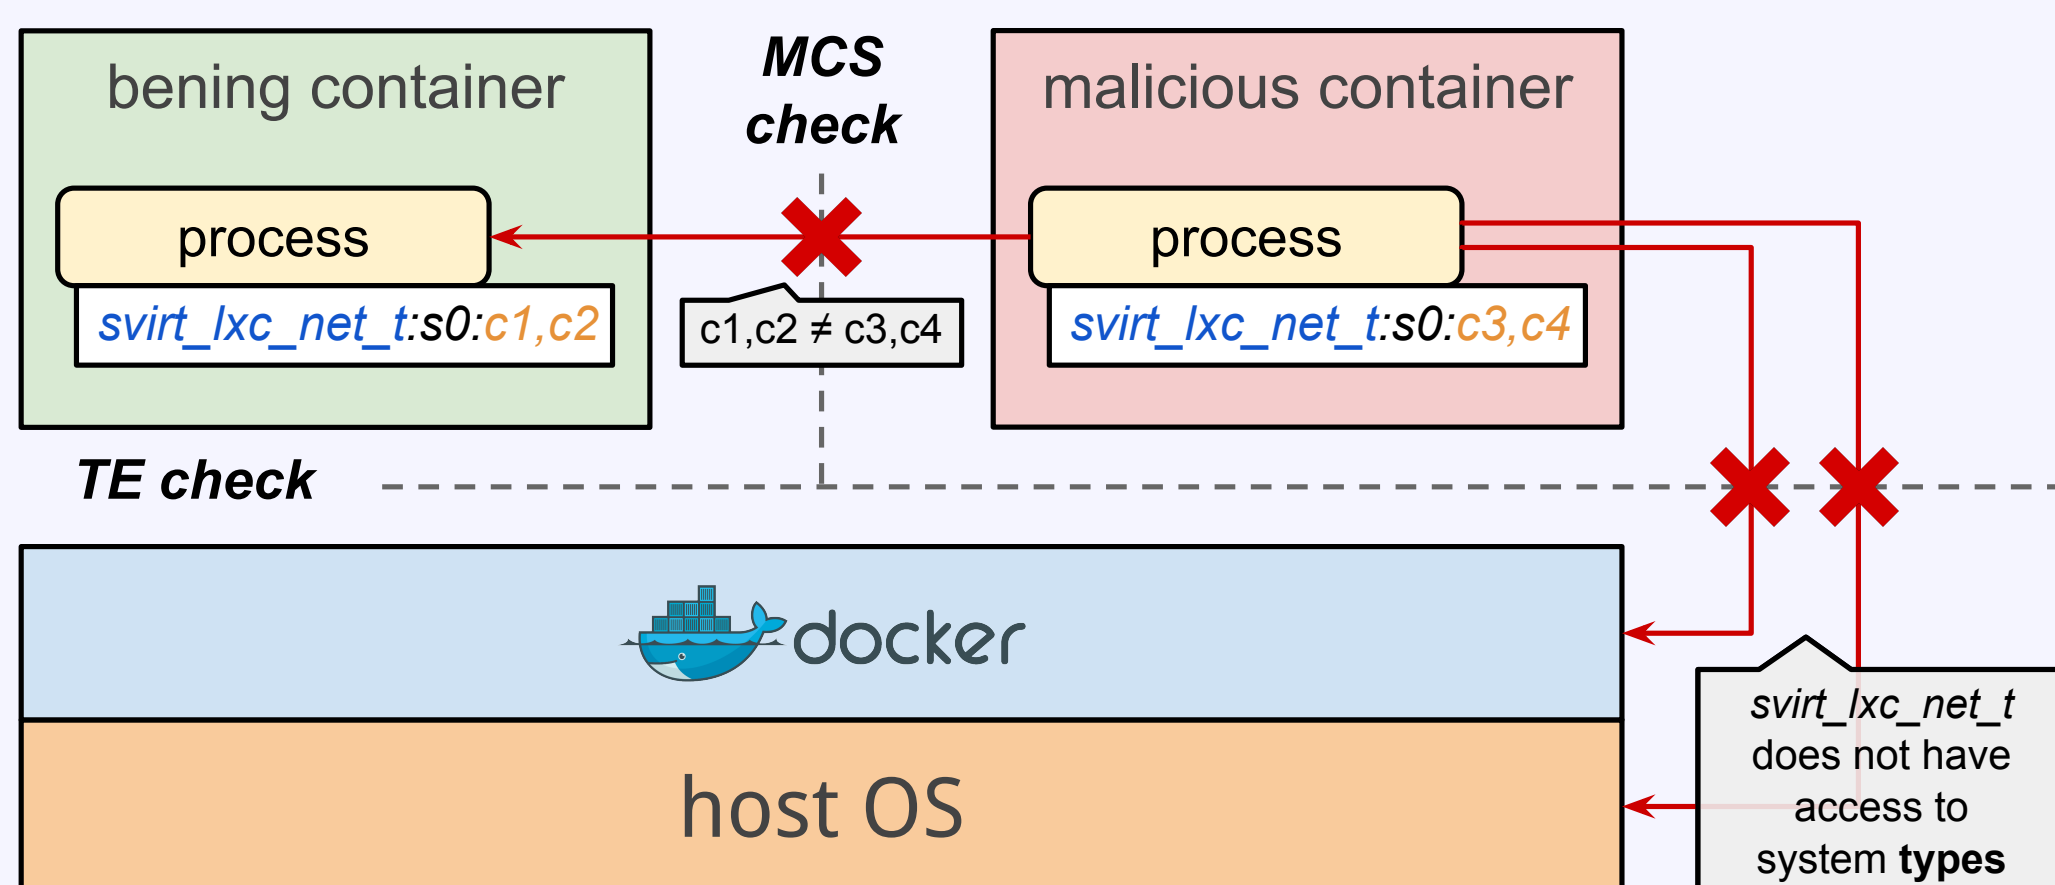 bening container
MCS
check
malicious container
process
process
svirt_lxc_net_t:s0:c1,c2
c1,c2 ≠ c3,c4
svirt_lxc_net_t:s0:c3,c4
TE check
docker
svirt_lxc_net_t
does not have
access to
system types
host OS